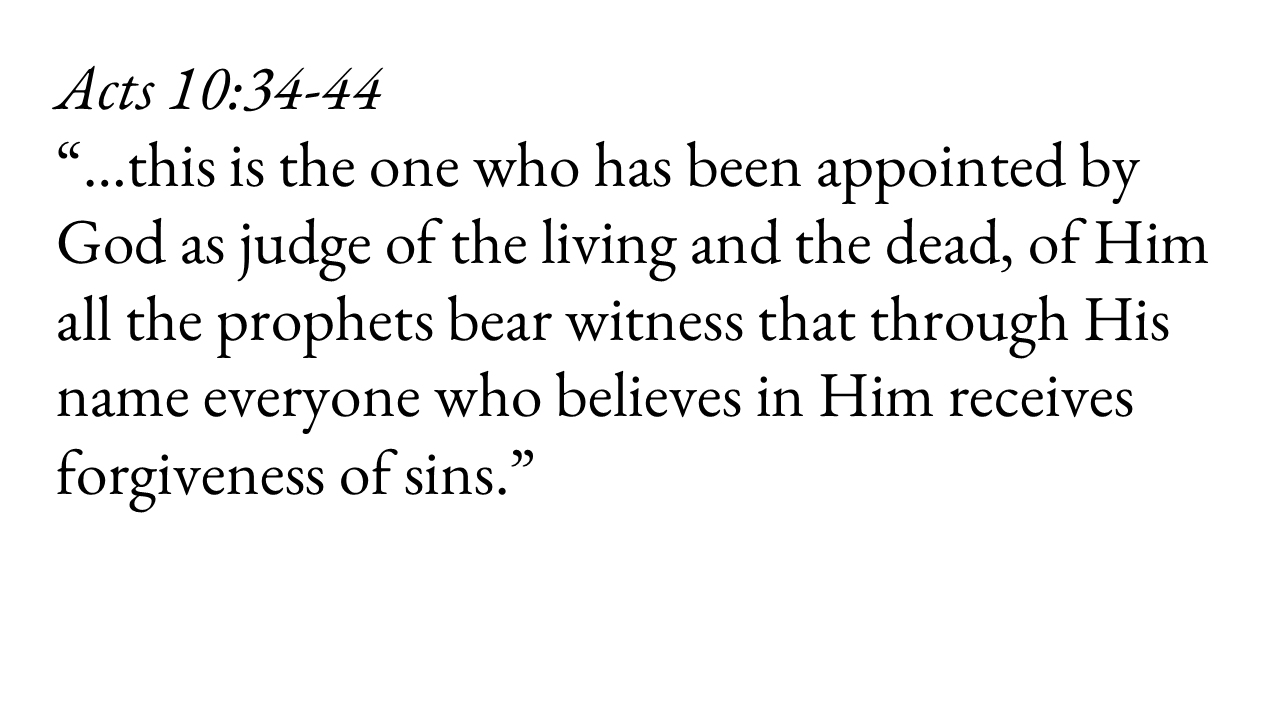 Acts 10:34-44
“…this is the one who has been appointed by
God as judge of the living and the dead, of Him
all the prophets bear witness that through His
name everyone who believes in Him receives
forgiveness of sins.”